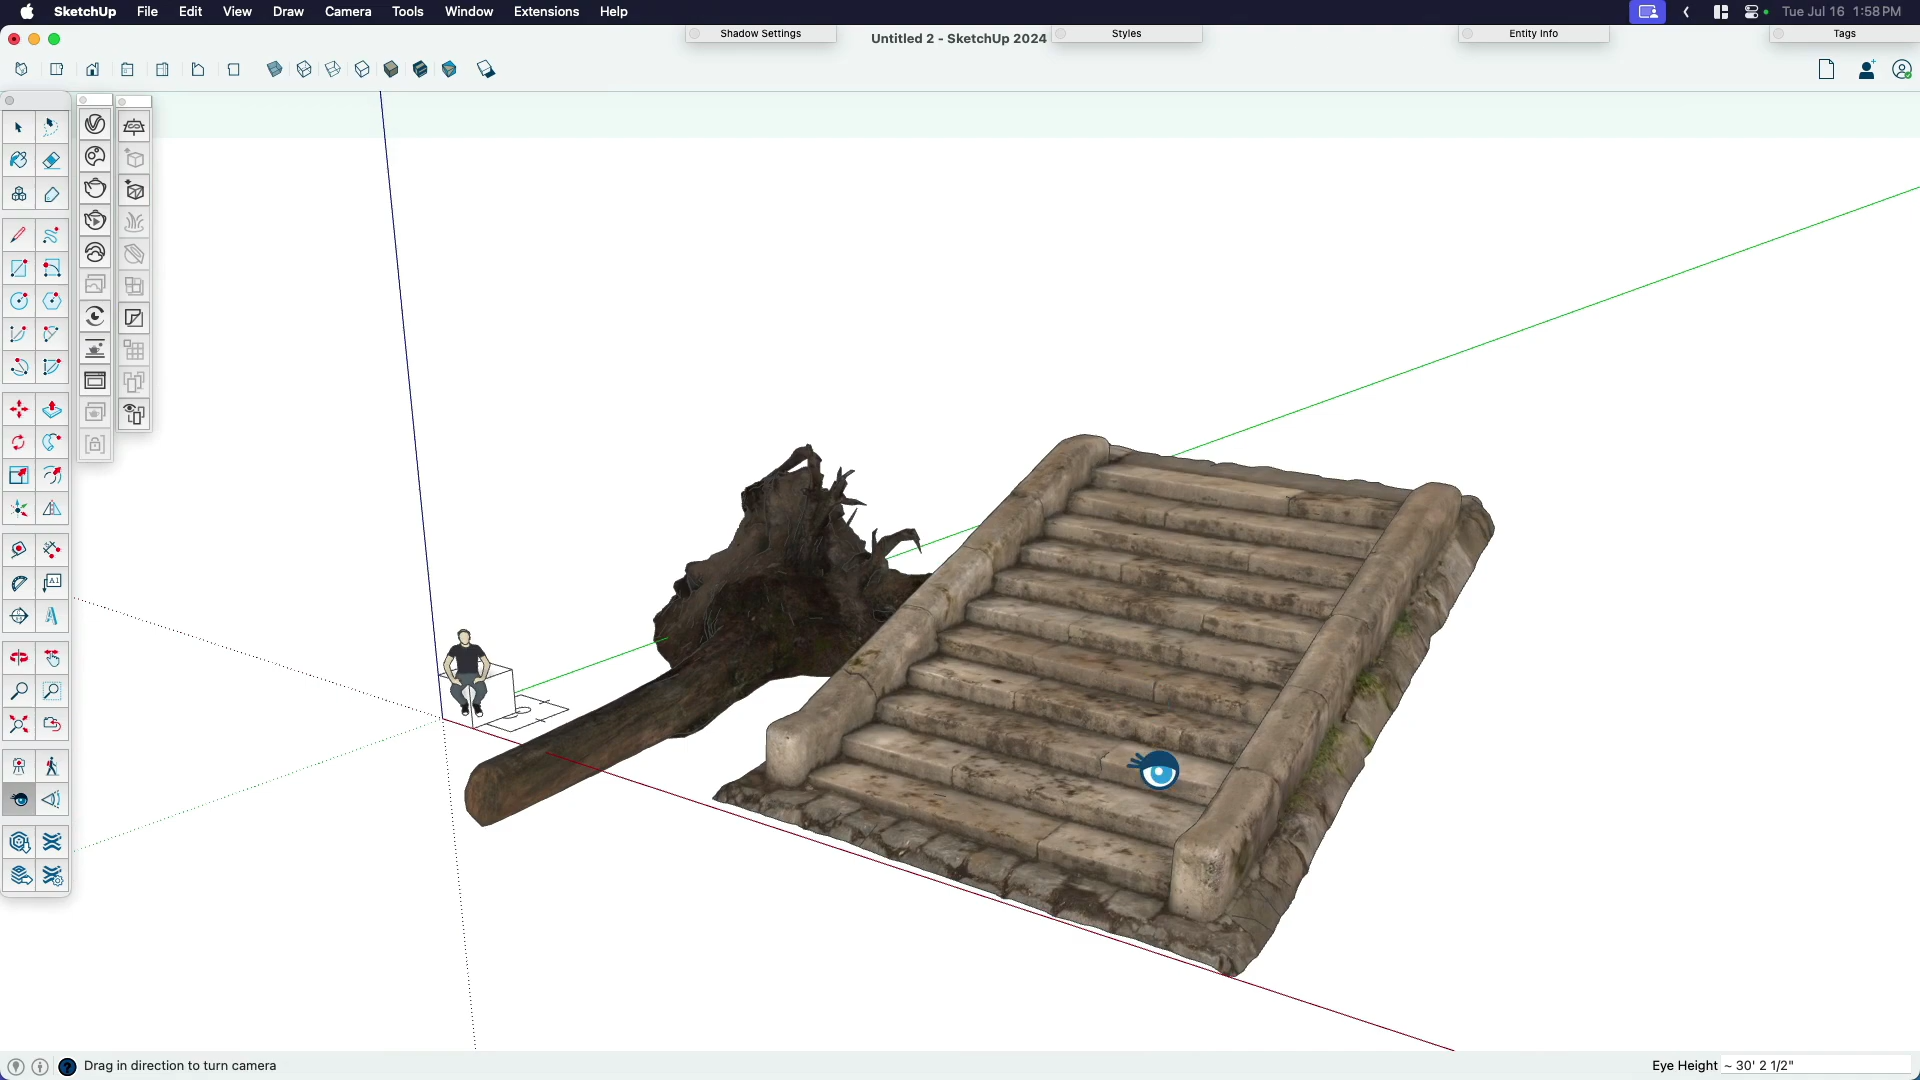 SketchUp File Edit View Draw Camera Tools Window Extensions Help Tue Jul 16 1:58 PM
Shadow Settings Untitled 2 - SketchUp 2024 Styles Entity Info Tags
A1
Drag in direction to turn camera Eye Height ~ 30' 2 1/2"